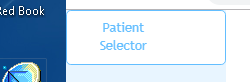 Red Book
Patient
Selector